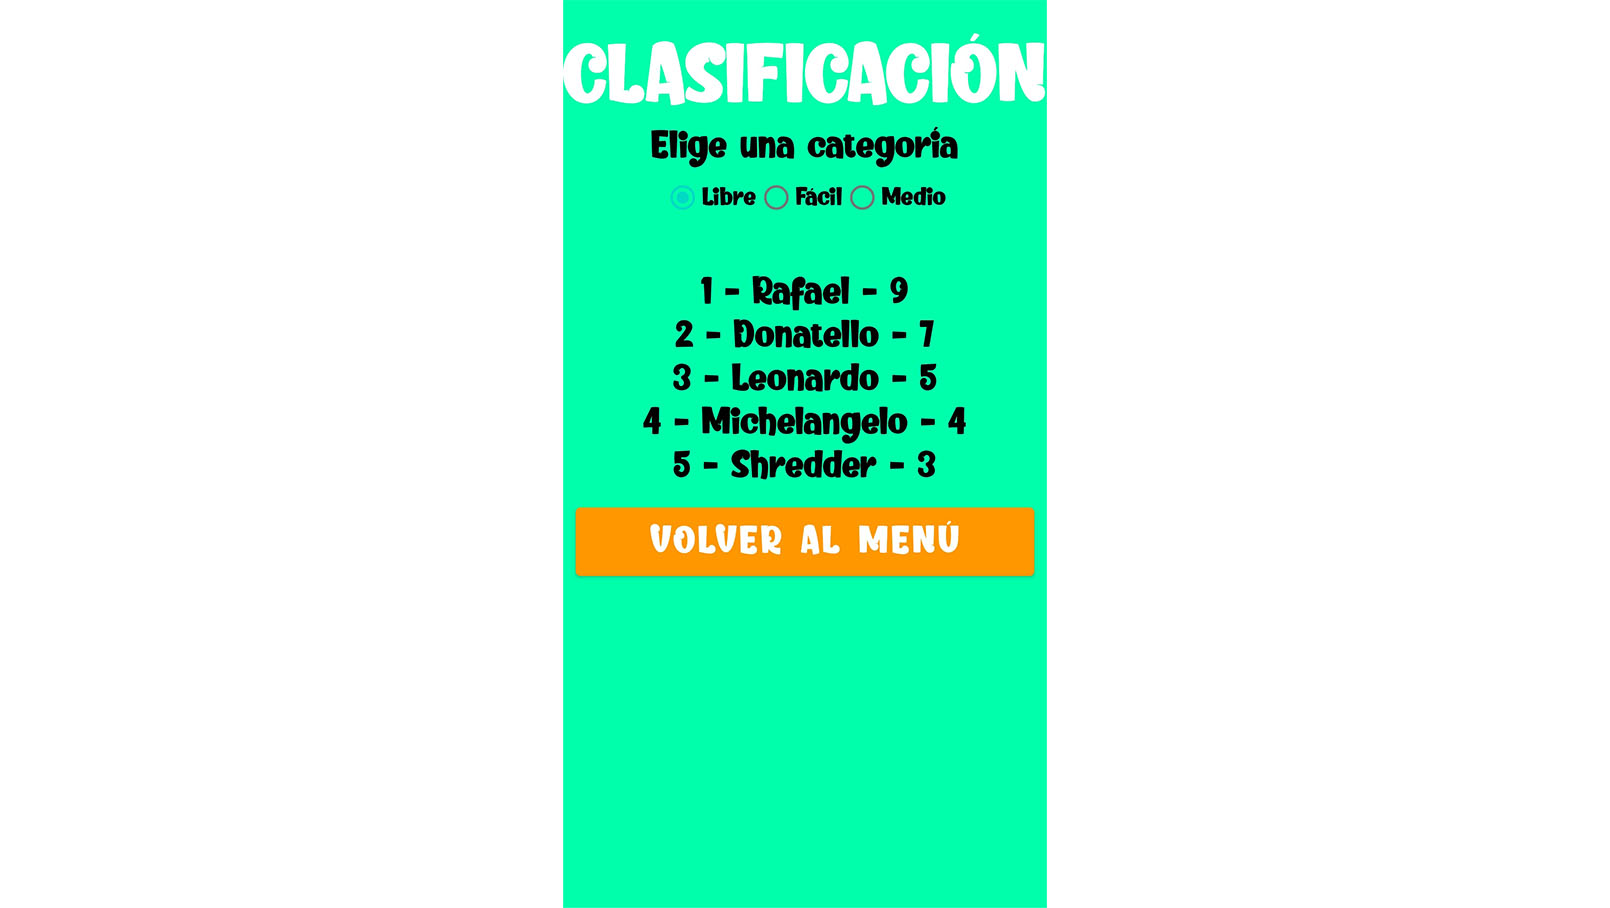 CLASIFICACIÓN
Elige una categoría
Libre Fácil Medio
1 - Rafael - 9
2 - Donatello - 7
3 - Leonardo - 5
4 - Michelangelo - 4
5 - Shredder - 3
VOLVER AL MENÚ